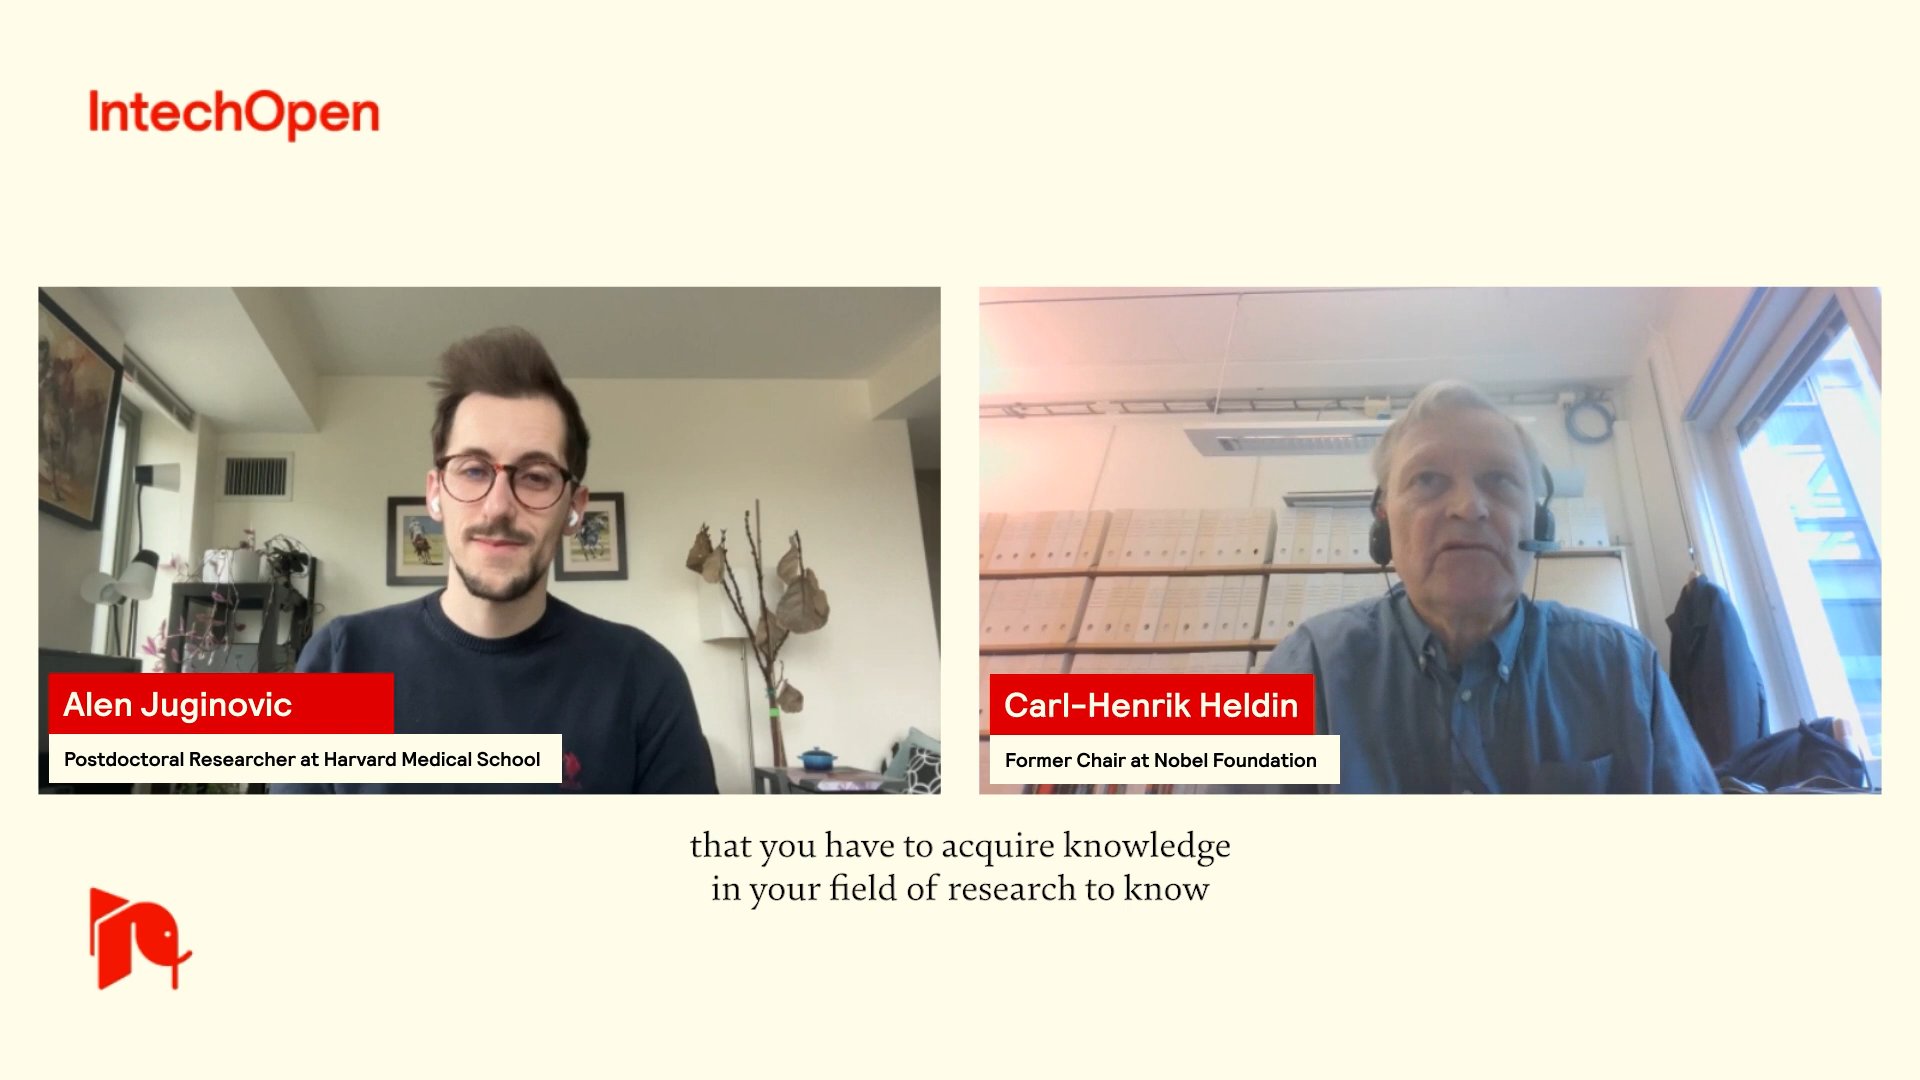 IntechOpen
Alen Juginovic
Postdoctoral Researcher at Harvard Medical School
Carl-Henrik Heldin
Former Chair at Nobel Foundation
that you have to acquire knowledge
in your field of research to know